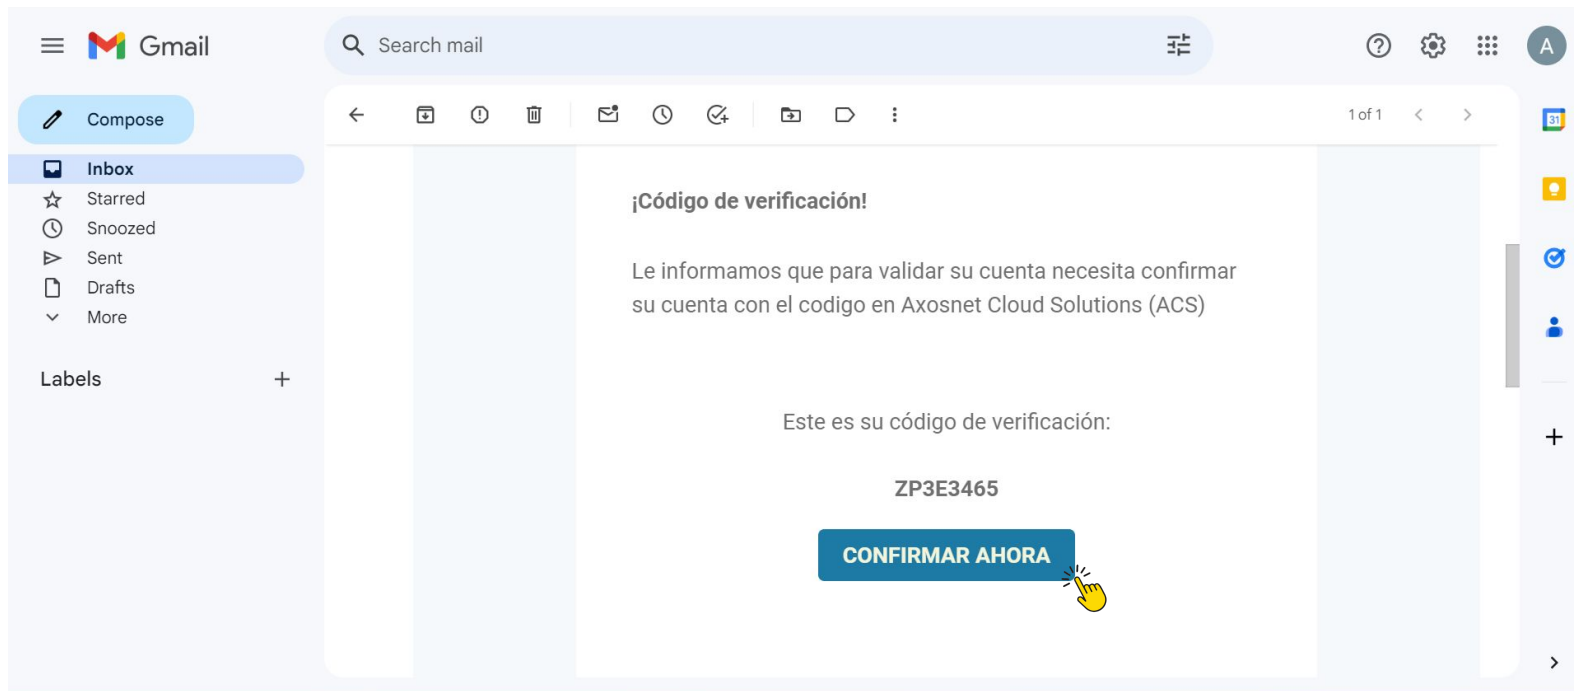 Gmail
Search mail
A
Compose
1 of 1
31
Inbox
Starred
Snoozed
Sent
Drafts
More
Labels
¡Código de verificación!
Le informamos que para validar su cuenta necesita confirmar
su cuenta con el codigo en Axosnet Cloud Solutions (ACS)
Este es su código de verificación:
ZP3E3465
CONFIRMAR AHORA